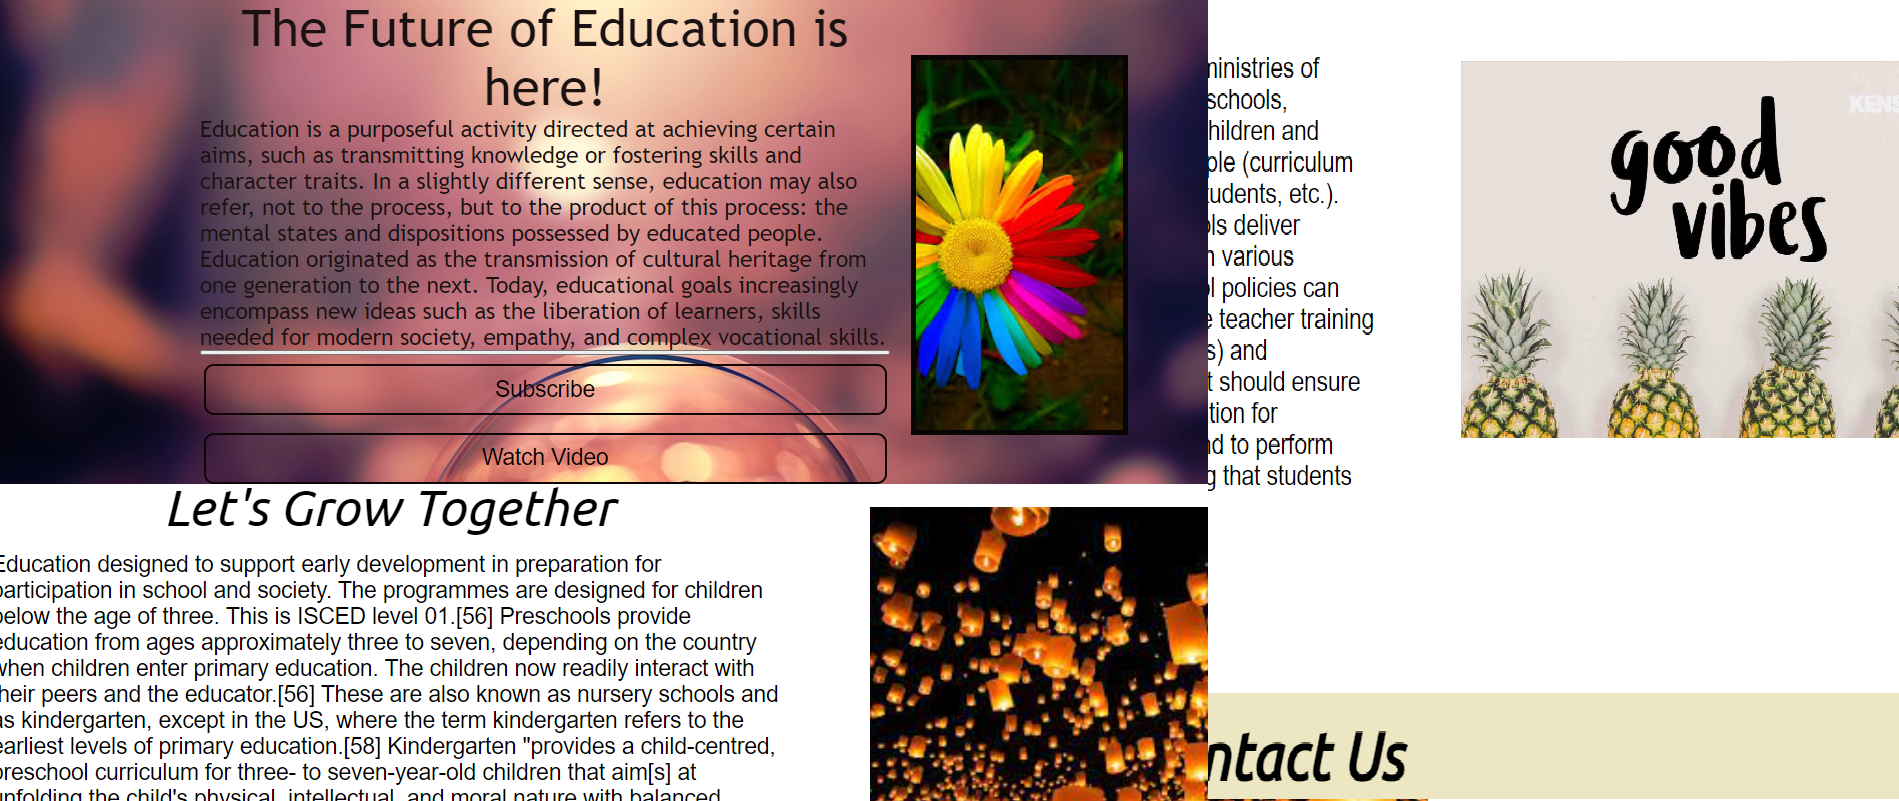 The Future of Education is
here!
Education is a purposeful activity directed at achieving certain
aims, such as transmitting knowledge or fostering skills and
character traits. In a slightly different sense, education may also
refer, not to the process, but to the product of this process: the
mental states and dispositions possessed by educated people.
Education originated as the transmission of cultural heritage from
one generation to the next. Today, educational goals increasingly
encompass new ideas such as the liberation of learners, skills
needed for modern society, empathy, and complex vocational skills.
Subscribe
Watch Video
Let's Grow Together
Education designed to support early development in preparation for
participation in school and society. The programmes are designed for children
below the age of three. This is ISCED level 01.[56] Preschools provide
education from ages approximately three to seven, depending on the country
when children enter primary education. The children now readily interact with
their peers and the educator.[56] These are also known as nursery schools and
as kindergarten, except in the US, where the term kindergarten refers to the
earliest levels of primary education.[58] Kindergarten "provides a child-centred,
preschool curriculum for three- to seven-year-old children that aim[s] at
unfolding the child's physical, intellectual, and moral nature with balanced
ministries of
schools,
children and
(curriculum
students, etc.).
deliver
various
policies can
teacher training
and
should ensure
for
to perform
that students
good
vibes
ntact Us